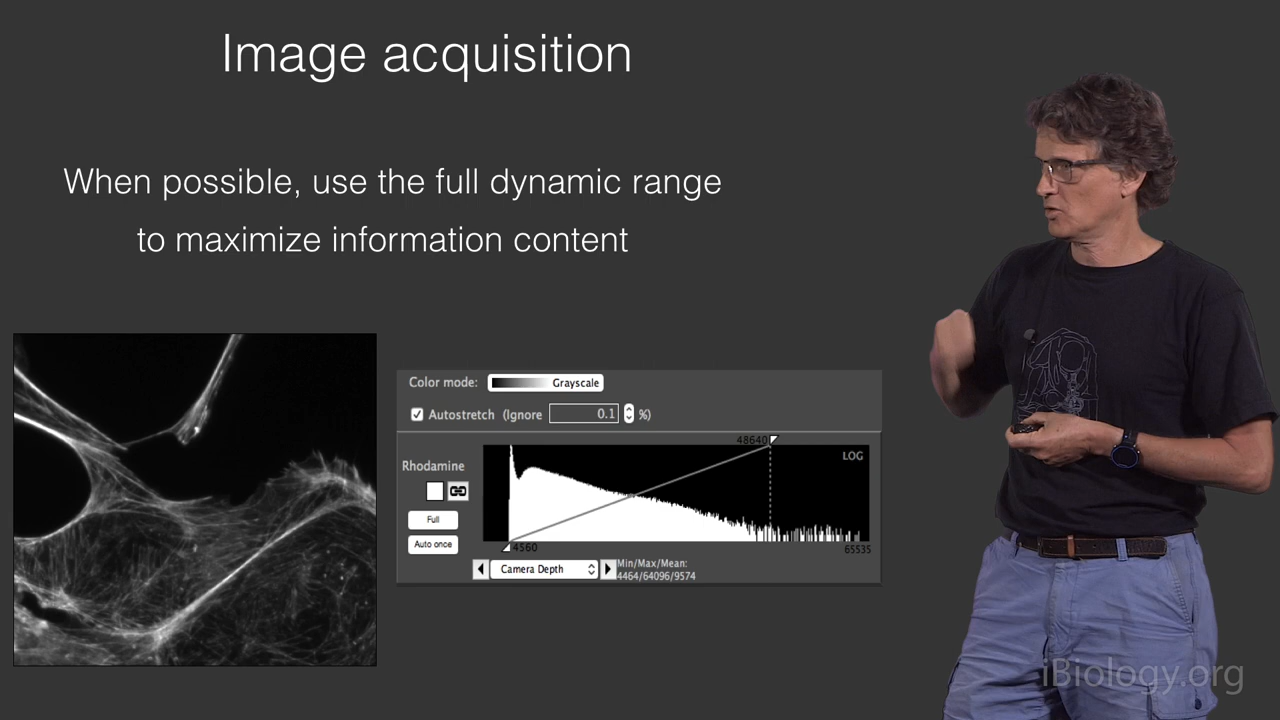 Image acquisition
When possible, use the full dynamic range
to maximize information content
Color mode: Grayscale
Autostretch (Ignore 0.1 %)
48640
LOG
Rhodamine
Full
Auto once
4560
65535
Camera Depth
Min/Max/Mean:
4464/64096/9574
iBiology.org